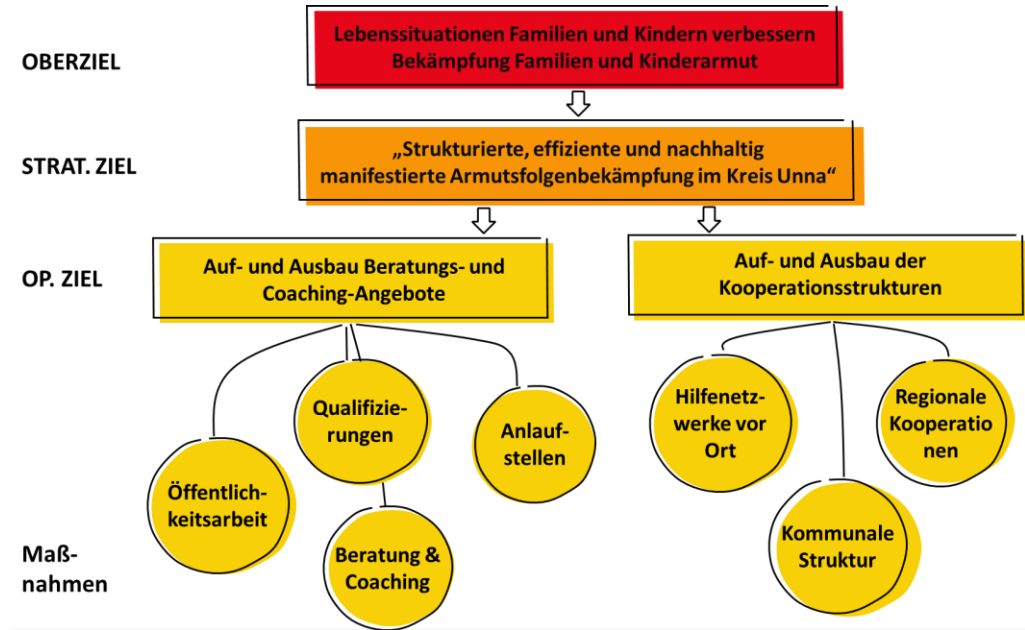 OBERZIEL
Lebenssituationen Familien und Kindern verbessern
Bekämpfung Familien und Kinderarmut
STRAT. ZIEL
„Strukturierte, effiziente und nachhaltig
manifestierte Armutsfolgenbekämpfung im Kreis Unna“
OP. ZIEL
Auf- und Ausbau Beratungs- und
Coaching-Angebote
Auf- und Ausbau der
Kooperationsstrukturen
Öffentlich-
keitsarbeit
Qualifizie-
rungen
Beratung &
Coaching
Anlauf-
stellen
Hilfenetz-
werke vor
Ort
Kommunale
Struktur
Regionale
Kooperatio
nen
Maß-
nahmen